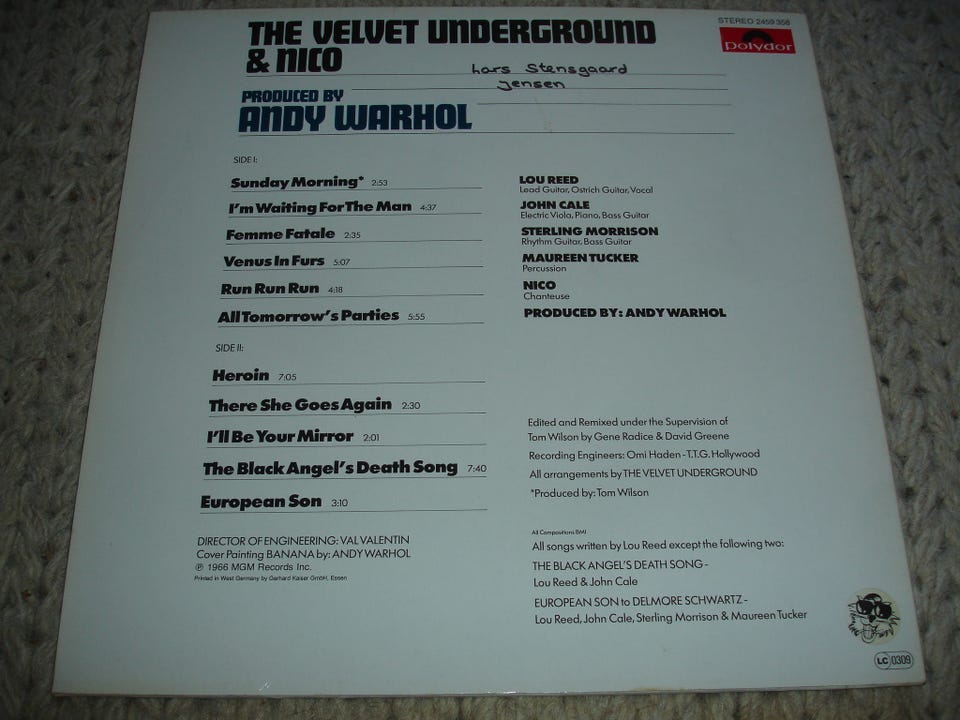 THE VELVET UNDERGROUND
& NICO
STEREO 2459 358
Polydor
Lars Stensgaard
Jensen
PRODUCED BY
ANDY WARHOL
SIDE I:
Sunday Morning* 2:53
I'm Waiting For The Man 4:37
Femme Fatale 2:35
Venus In Furs 5:07
Run Run Run 4:18
All Tomorrow's Parties 5:55
SIDE II:
Heroin 7:05
There She Goes Again 2:30
I'll Be Your Mirror 2:01
The Black Angel's Death Song 7:40
European Son 3:10
DIRECTOR OF ENGINEERING: VAL VALENTIN
Cover Painting BANANA by: ANDY WARHOL
℗ 1966 MGM Records Inc.
Printed in West Germany by Gerhard Kaiser GmbH, Essen
LOU REED
Lead Guitar, Ostrich Guitar, Vocal
JOHN CALE
Electric Viola, Piano, Bass Guitar
STERLING MORRISON
Rhythm Guitar, Bass Guitar
MAUREEN TUCKER
Percussion
NICO
Chanteuse
PRODUCED BY: ANDY WARHOL
Edited and Remixed under the Supervision of
Tom Wilson by Gene Radice & David Greene
Recording Engineers: Omi Haden - T.T.G. Hollywood
All arrangements by THE VELVET UNDERGROUND
*Produced by: Tom Wilson
All Compositions BMI
All songs written by Lou Reed except the following two:
THE BLACK ANGEL'S DEATH SONG -
Lou Reed & John Cale
EUROPEAN SON to DELMORE SCHWARTZ -
Lou Reed, John Cale, Sterling Morrison & Maureen Tucker
LC 0309